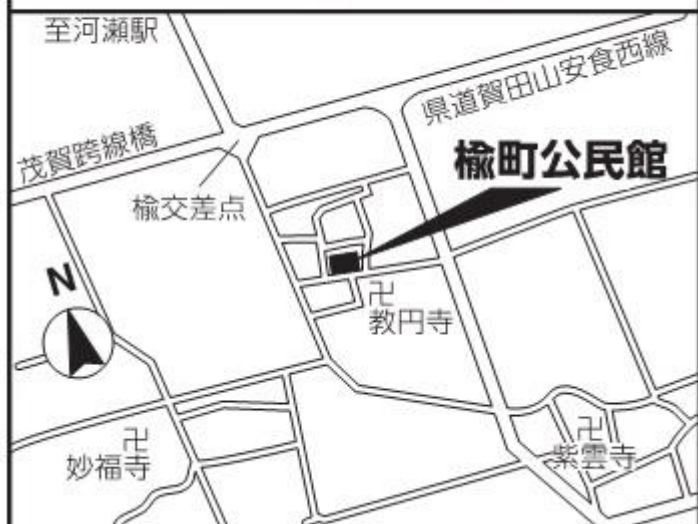 至河瀬駅
県道賀田山安食西線
茂賀跨線橋
楡町公民館
楡交差点
N
卍
教円寺
卍
妙福寺
卍
紫雲寺